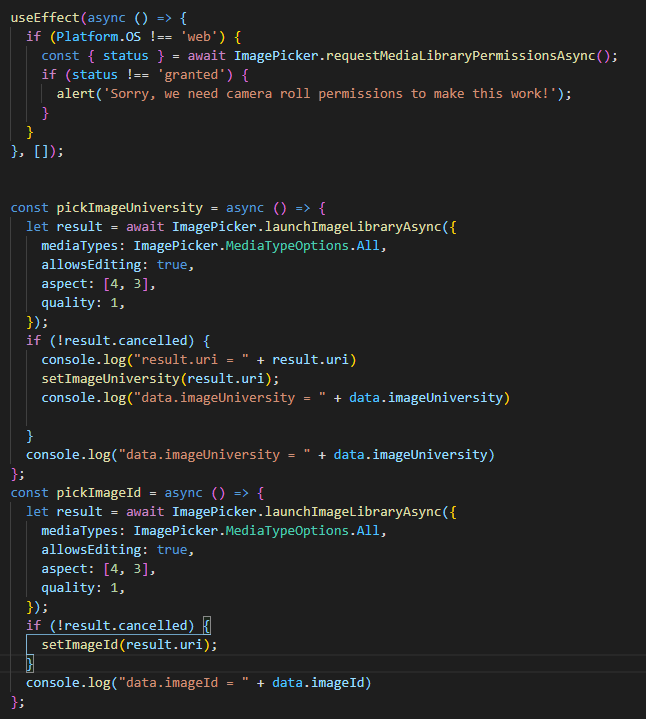 useEffect(async () => {
  if (Platform.OS !== 'web') {
    const { status } = await ImagePicker.requestMediaLibraryPermissionsAsync();
    if (status !== 'granted') {
      alert('Sorry, we need camera roll permissions to make this work!');
    }
  }
}, []);
const pickImageUniversity = async () => {
  let result = await ImagePicker.launchImageLibraryAsync({
    mediaTypes: ImagePicker.MediaTypeOptions.All,
    allowsEditing: true,
    aspect: [4, 3],
    quality: 1,
  });
  if (!result.cancelled) {
    console.log("result.uri = " + result.uri)
    setImageUniversity(result.uri);
    console.log("data.imageUniversity = " + data.imageUniversity)
  }
  console.log("data.imageUniversity = " + data.imageUniversity)
};
const pickImageId = async () => {
  let result = await ImagePicker.launchImageLibraryAsync({
    mediaTypes: ImagePicker.MediaTypeOptions.All,
    allowsEditing: true,
    aspect: [4, 3],
    quality: 1,
  });
  if (!result.cancelled) {
    setImageId(result.uri);
  }
  console.log("data.imageId = " + data.imageId)
};